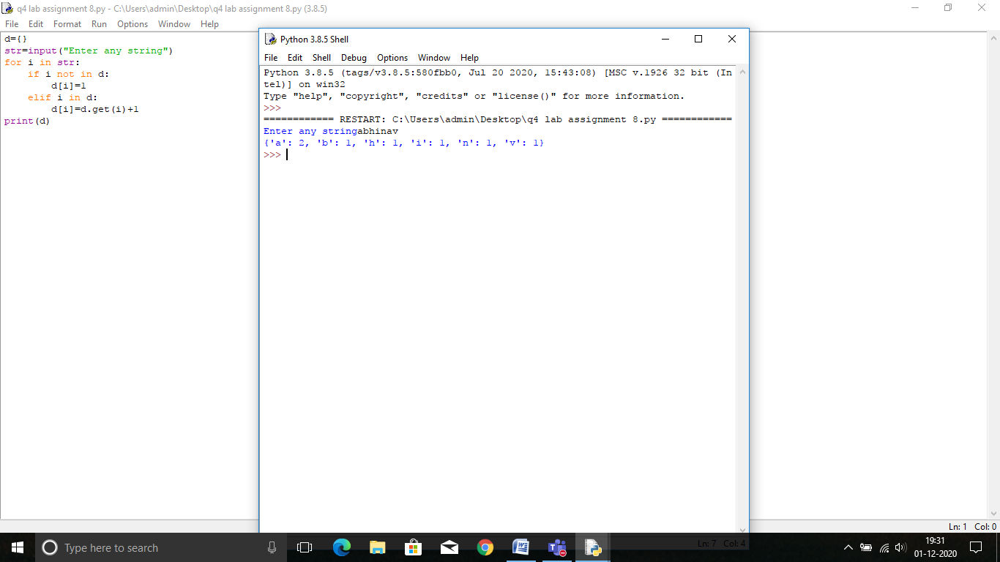 q4 lab assignment 8.py - C:\Users\admin\Desktop\q4 lab assignment 8.py (3.8.5)
File Edit Format Run Options Window Help
d={}
str=input("Enter any string")
for i in str:
    if i not in d:
        d[i]=1
    elif i in d:
        d[i]=d.get(i)+1
print(d)
Python 3.8.5 Shell
File Edit Shell Debug Options Window Help
Python 3.8.5 (tags/v3.8.5:580fbb0, Jul 20 2020, 15:43:08) [MSC v.1926 32 bit (In
tel)] on win32
Type "help", "copyright", "credits" or "license()" for more information.
>>>
============ RESTART: C:\Users\admin\Desktop\q4 lab assignment 8.py ============
Enter any stringabhinav
{'a': 2, 'b': 1, 'h': 1, 'i': 1, 'n': 1, 'v': 1}
>>>
Ln: 1 Col: 0
Ln: 7 Col: 4
Type here to search
19:31
01-12-2020